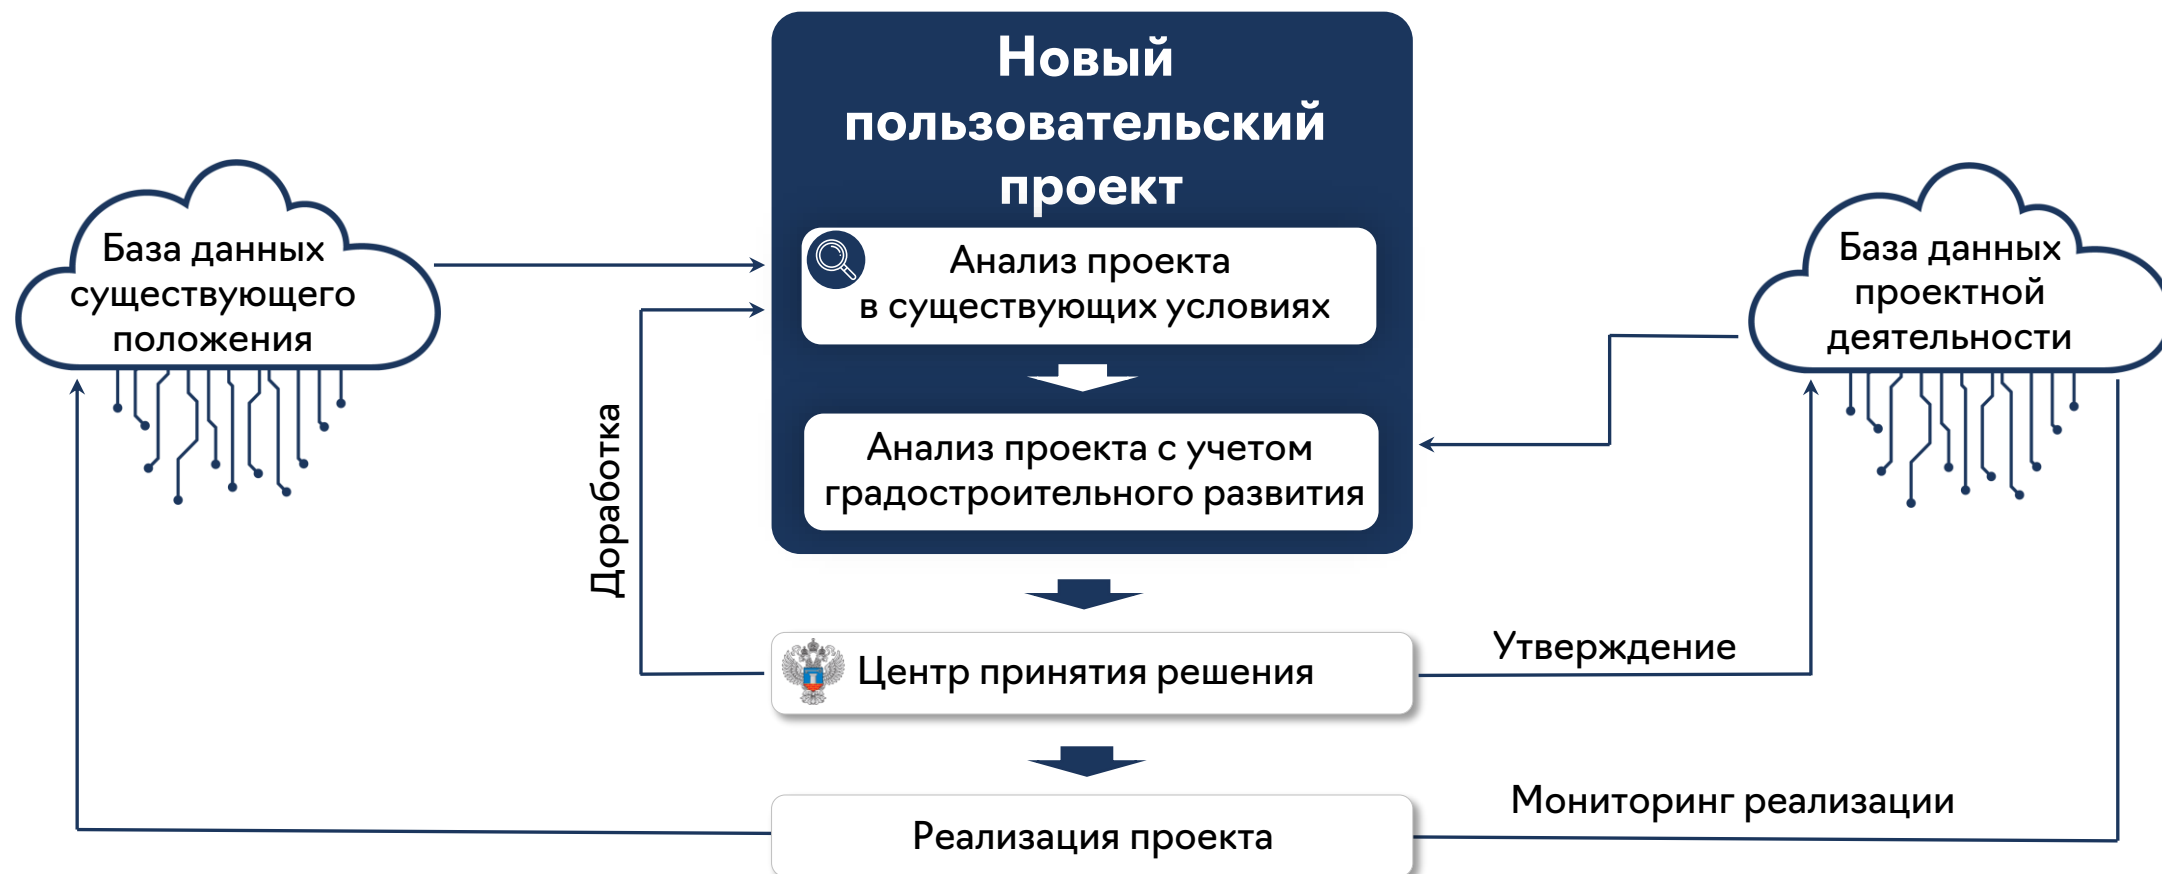 Новый
пользовательский
проект
База данных
существующего
положения
Анализ проекта
в существующих условиях
База данных
проектной
деятельности
Анализ проекта с учетом
градостроительного развития
Доработка
Центр принятия решения
Утверждение
Реализация проекта
Мониторинг реализации